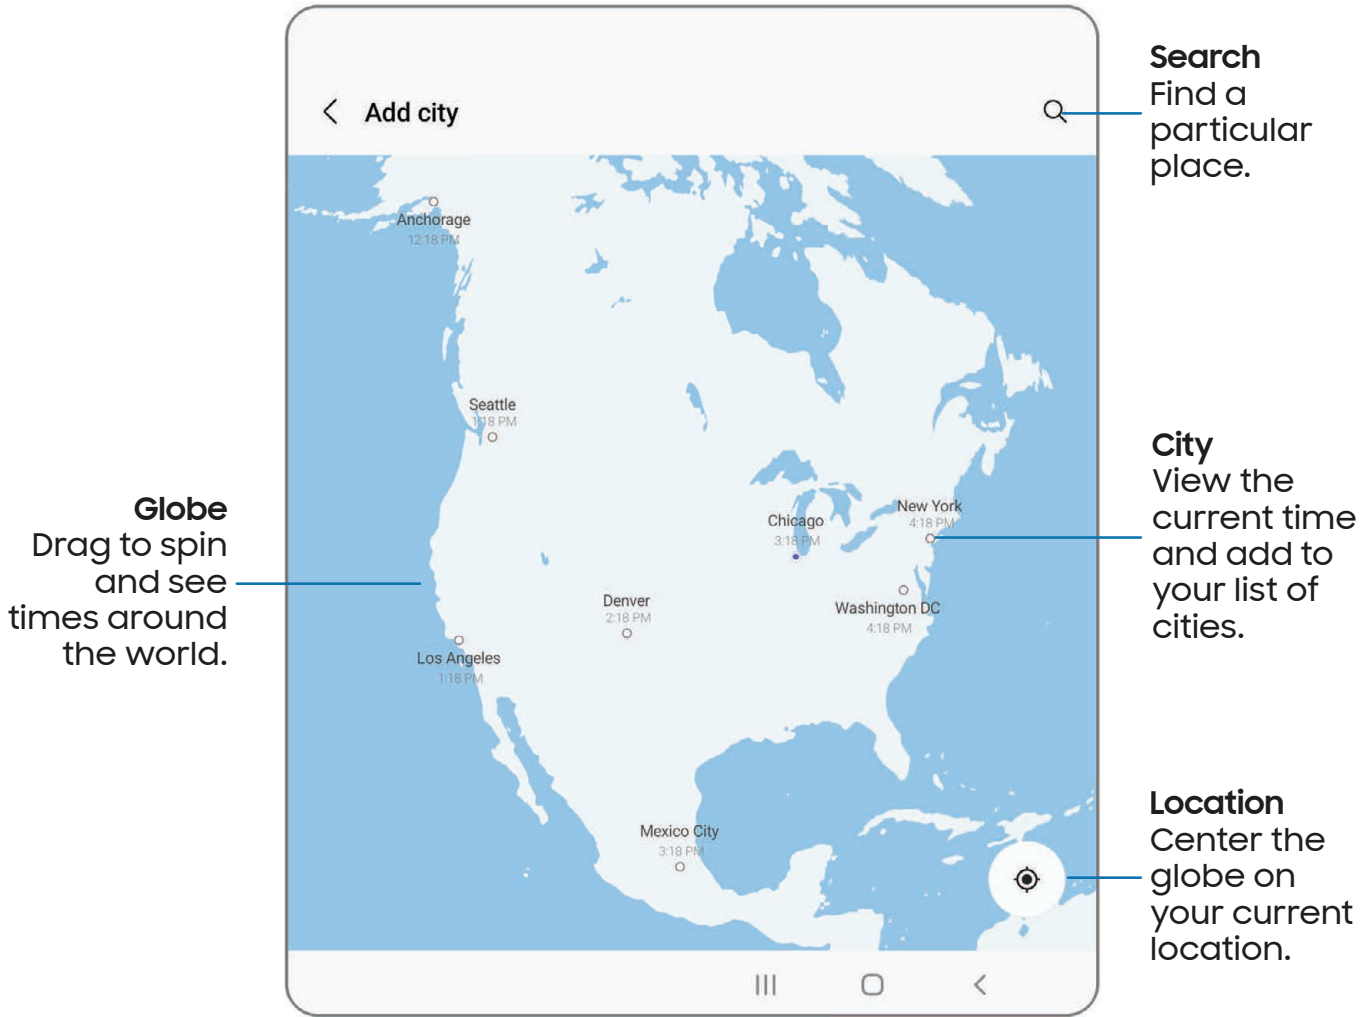 Add city
Search
Find a
particular
place.
Anchorage
12:18 PM
Seattle
1:18 PM
Globe
Drag to spin
and see
times around
the world.
Chicago
3:18 PM
New York
4:18 PM
City
View the
current time
and add to
your list of
cities.
Denver
2:18 PM
Washington DC
4:18 PM
Los Angeles
1:18 PM
Mexico City
3:18 PM
Location
Center the
globe on
your current
location.